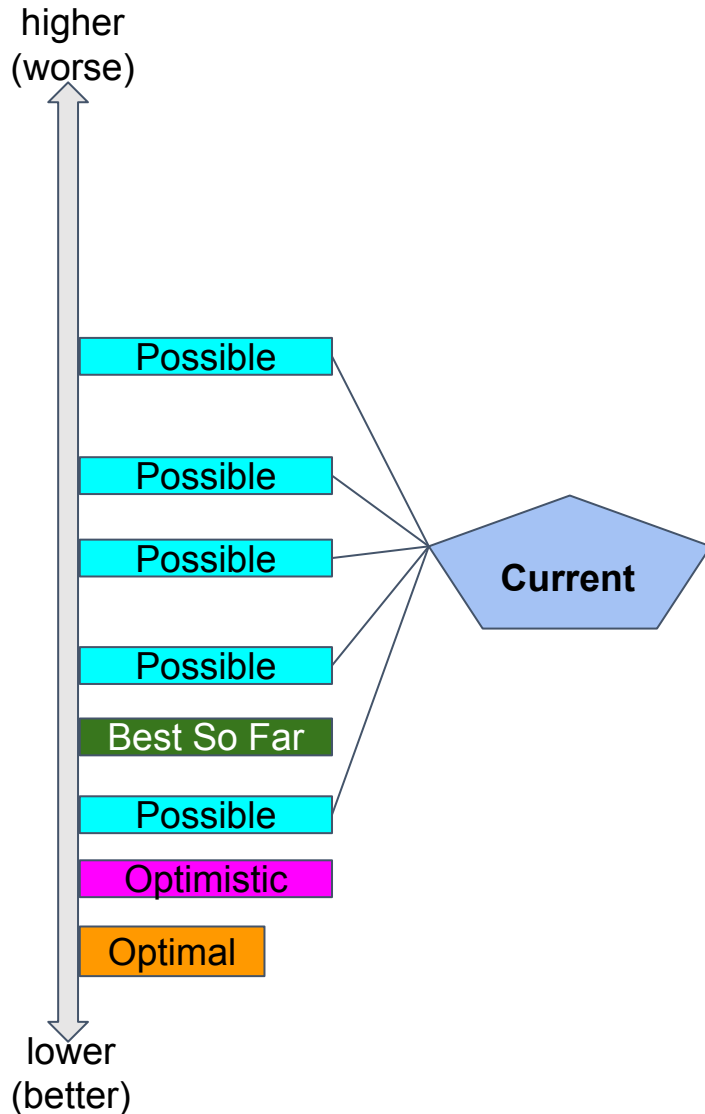 higher
(worse)
Possible
Possible
Possible
Current
Possible
Best So Far
Possible
Optimistic
Optimal
lower
(better)